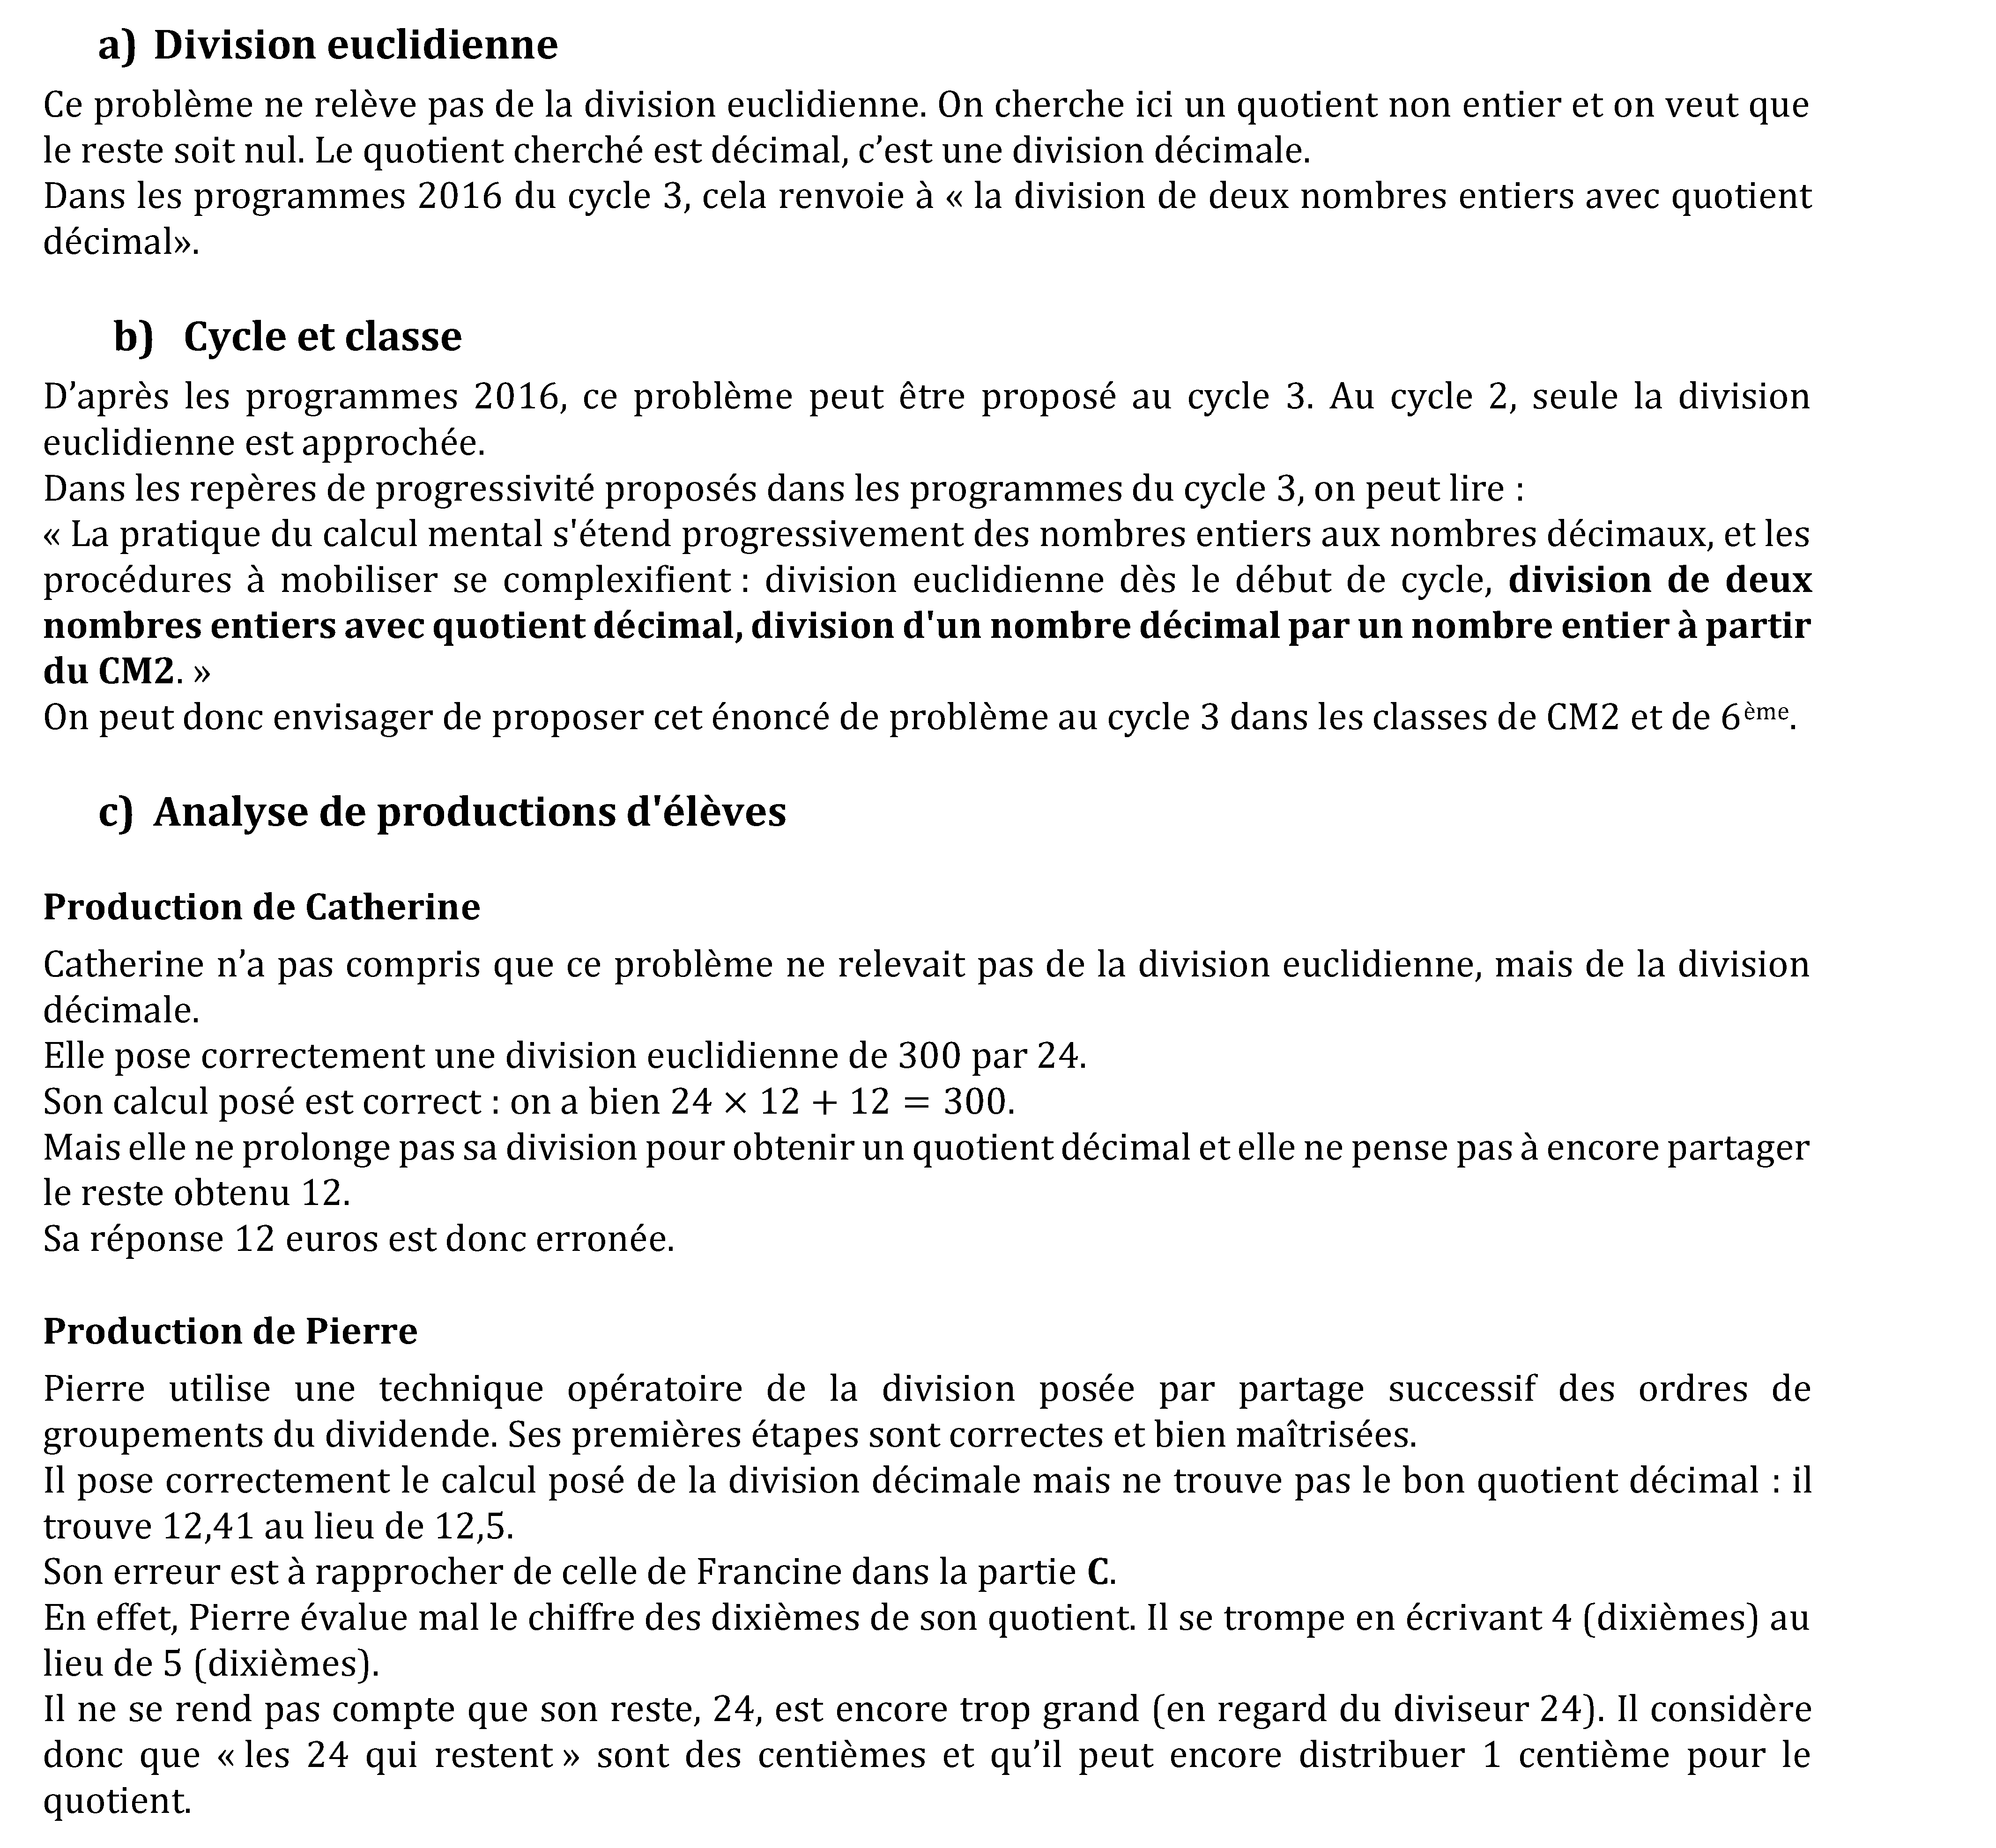 a) Division euclidienne
Ce problème ne relève pas de la division euclidienne. On cherche ici un quotient non entier et on veut que
le reste soit nul. Le quotient cherché est décimal, c’est une division décimale.
Dans les programmes 2016 du cycle 3, cela renvoie à « la division de deux nombres entiers avec quotient
décimal».
b) Cycle et classe
D’après les programmes 2016, ce problème peut être proposé au cycle 3. Au cycle 2, seule la division
euclidienne est approchée.
Dans les repères de progressivité proposés dans les programmes du cycle 3, on peut lire :
« La pratique du calcul mental s'étend progressivement des nombres entiers aux nombres décimaux, et les
procédures à mobiliser se complexifient : division euclidienne dès le début de cycle, division de deux
nombres entiers avec quotient décimal, division d'un nombre décimal par un nombre entier à partir
du CM2. »
On peut donc envisager de proposer cet énoncé de problème au cycle 3 dans les classes de CM2 et de 6ème.
c) Analyse de productions d'élèves
Production de Catherine
Catherine n’a pas compris que ce problème ne relevait pas de la division euclidienne, mais de la division
décimale.
Elle pose correctement une division euclidienne de 300 par 24.
Son calcul posé est correct : on a bien 24 × 12 + 12 = 300.
Mais elle ne prolonge pas sa division pour obtenir un quotient décimal et elle ne pense pas à encore partager
le reste obtenu 12.
Sa réponse 12 euros est donc erronée.
Production de Pierre
Pierre utilise une technique opératoire de la division posée par partage successif des ordres de
groupements du dividende. Ses premières étapes sont correctes et bien maîtrisées.
Il pose correctement le calcul posé de la division décimale mais ne trouve pas le bon quotient décimal : il
trouve 12,41 au lieu de 12,5.
Son erreur est à rapprocher de celle de Francine dans la partie C.
En effet, Pierre évalue mal le chiffre des dixièmes de son quotient. Il se trompe en écrivant 4 (dixièmes) au
lieu de 5 (dixièmes).
Il ne se rend pas compte que son reste, 24, est encore trop grand (en regard du diviseur 24). Il considère
donc que « les 24 qui restent » sont des centièmes et qu’il peut encore distribuer 1 centième pour le
quotient.